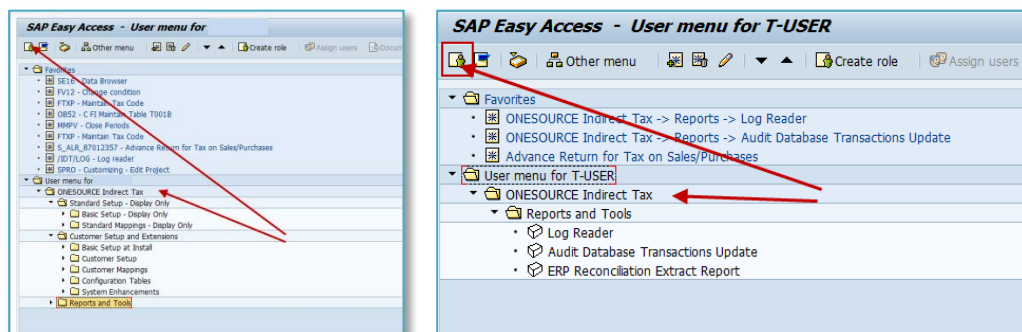 SAP Easy Access - User menu for
Other menu Create role Assign users Docum
Favorites
SE16 - Data Browser
FV12 - Change condition
FTXP - Maintain Tax Code
OB52 - C FI Maintain Table T001B
MMPV - Close Periods
FTXP - Maintain Tax Code
S_ALR_87012357 - Advance Return for Tax on Sales/Purchases
/IDT/LOG - Log reader
SPRO - Customizing - Edit Project
User menu for
ONESOURCE Indirect Tax
Standard Setup - Display Only
Basic Setup - Display Only
Standard Mappings - Display Only
Customer Setup and Extensions
Basic Setup at Install
Customer Setup
Customer Mappings
Configuration Tables
System Enhancements
Reports and Tools
SAP Easy Access - User menu for T-USER
Other menu Create role Assign users
Favorites
ONESOURCE Indirect Tax -> Reports -> Log Reader
ONESOURCE Indirect Tax -> Reports -> Audit Database Transactions Update
Advance Return for Tax on Sales/Purchases
User menu for T-USER
ONESOURCE Indirect Tax
Reports and Tools
Log Reader
Audit Database Transactions Update
ERP Reconciliation Extract Report